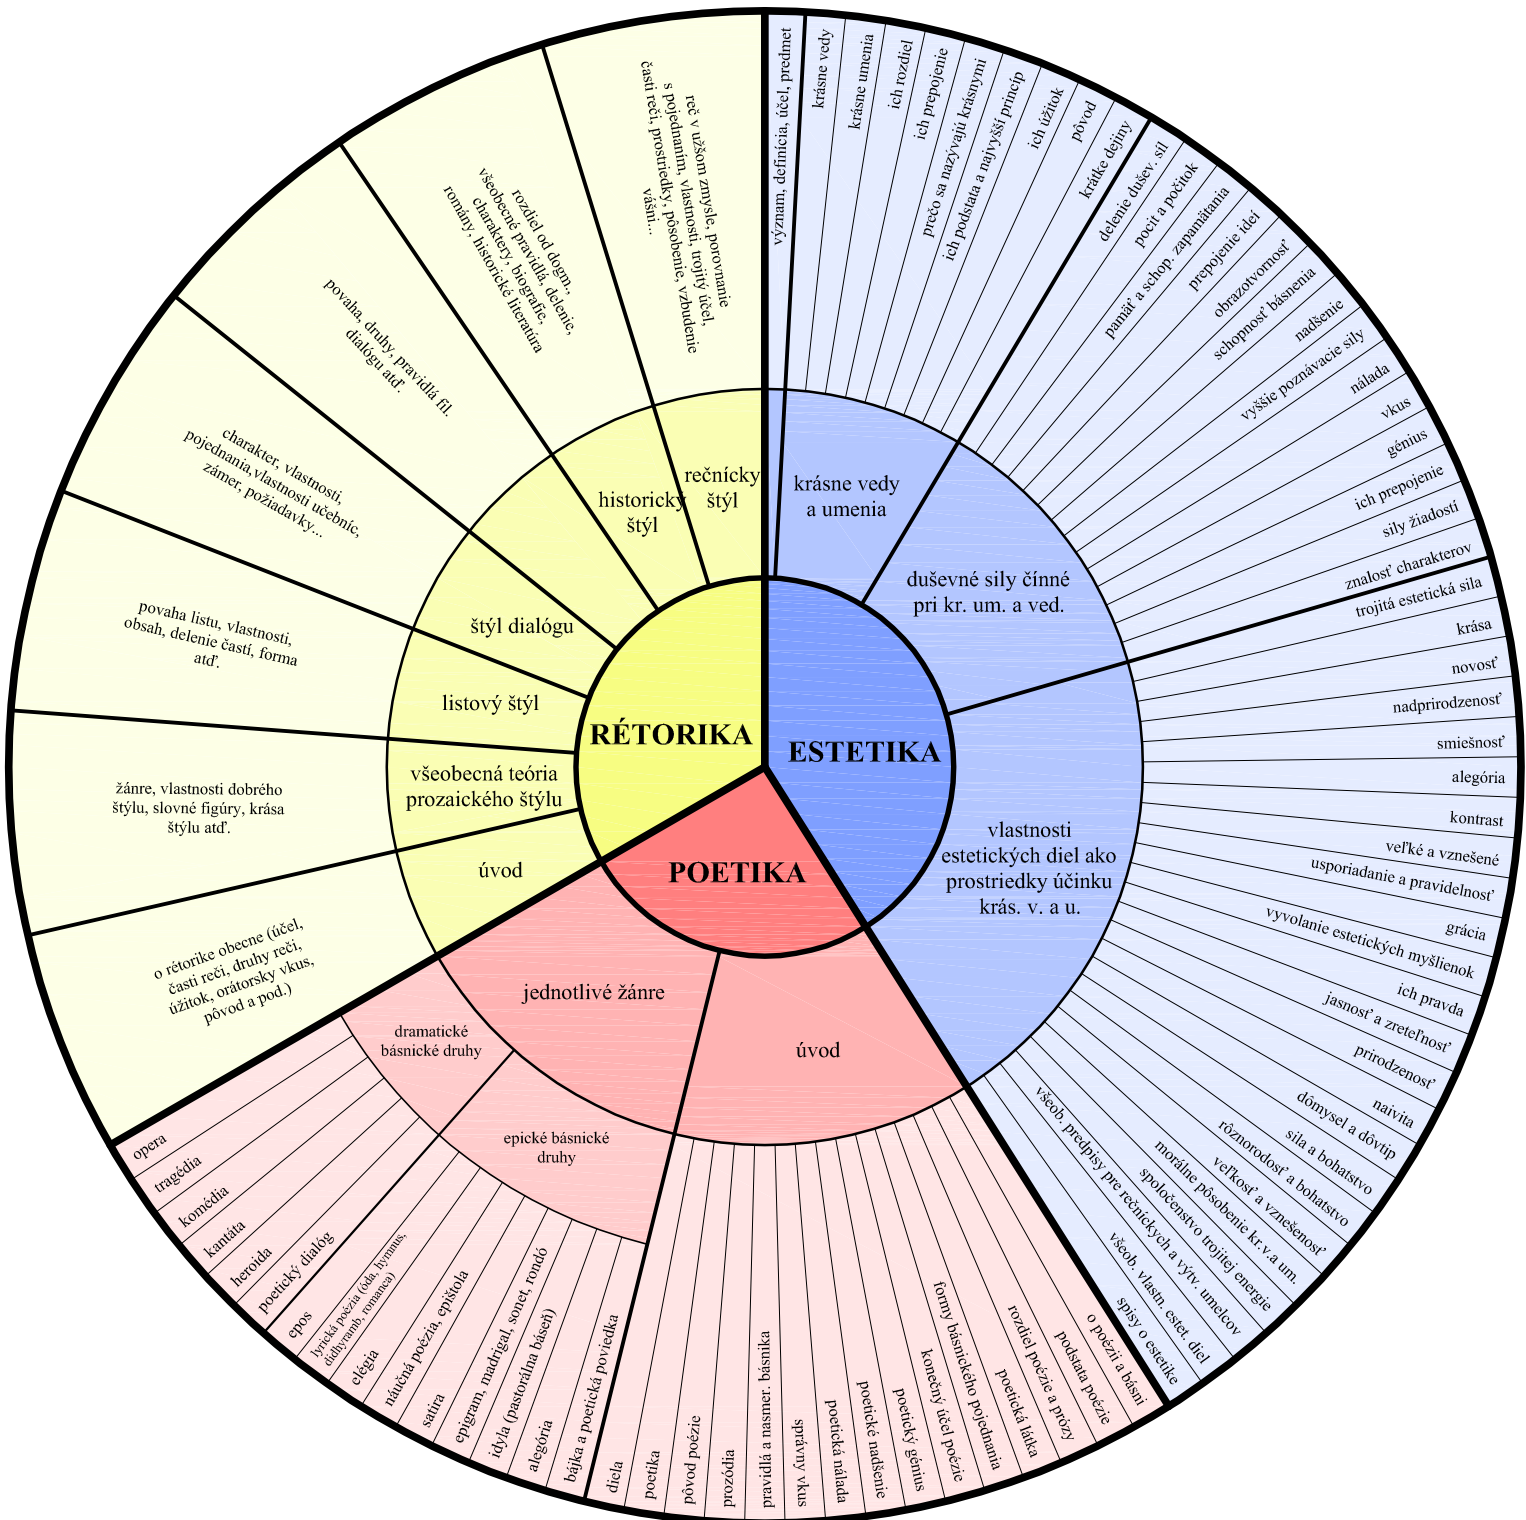 ESTETIKA
význam, definícia, účel, predmet
krásne vedy
a umenia
krásne vedy
krásne umenia
ich rozdiel
ich prepojenie
prečo sa nazývajú krásnymi
ich podstata a najvyšší princíp
ich úžitok
pôvod
krátke dejiny
duševné sily čínné
pri kr. um. a ved.
delenie dušev. síl
pocit a počitok
pamäť a schop. zapamätania
prepojenie ideí
obrazotvornosť
schopnosť básnenia
nadšenie
vyššie poznávacie sily
nálada
vkus
génius
ich prepojenie
sily žiadostí
znalosť charakterov
vlastnosti
estetických diel ako
prostriedky účinku
krás. v. a u.
trojitá estetická sila
krása
novosť
nadprirodzenosť
smiešnosť
alegória
kontrast
veľké a vznešené
usporiadanie a pravidelnosť
grácia
vyvolanie estetických myšlienok
ich pravda
jasnosť a zreteľnosť
prirodzenosť
naivita
dômysel a dôvtip
sila a bohatstvo
rôznorodosť a bohatstvo
veľkosť a vznešenosť
morálne pôsobenie kr.v.a um.
spoločenstvo trojitej energie
všeob. predpisy pre rečníckych a výtv. umelcov
všeob. vlastn. estet. diel
spisy o estetike
POETIKA
úvod
o poézii a básni
podstata poézie
rozdiel poézie a prózy
poetická látka
formy básnického pojednania
konečný účel poézie
poetický génius
poetické nadšenie
poetická nálada
správny vkus
pravidlá a nasmer. básnika
prozódia
pôvod poézie
poetika
diela
jednotlivé žánre
epické básnické
druhy
bájka a poetická poviedka
alegória
idyla (pastorálna báseň)
epigram, madrigal, sonet, rondó
satira
náučná poézia, epištola
elégia
lyrická poézia (óda, hymnus,
didhyramb, romanca)
epos
dramatické
básnické druhy
poetický dialóg
heroida
kantáta
komédia
tragédia
opera
RÉTORIKA
úvod
o rétorike obecne (účel,
časti reči, druhy reči,
úžitok, orátorsky vkus,
pôvod a pod.)
všeobecná teória
prozaického štýlu
žánre, vlastnosti dobrého
štýlu, slovné figúry, krása
štýlu atď.
listový štýl
povaha listu, vlastnosti,
obsah, delenie častí, forma
atď.
štýl dialógu
charakter, vlastnosti,
pojednania,vlastnosti učebníc,
zámer, požiadavky...
povaha, druhy, pravidlá fil.
dialógu atď.
historický
štýl
rozdiel od dogm.,
všeobecné pravidlá, delenie,
charaktery, biografie,
romány, historické literatúra
rečnícky
štýl
reč v užšom zmysle, porovnanie
s pojednaním, vlastnosti, trojitý účel,
časti reči, prostriedky, pôsobenie, vzbudenie
vášní...